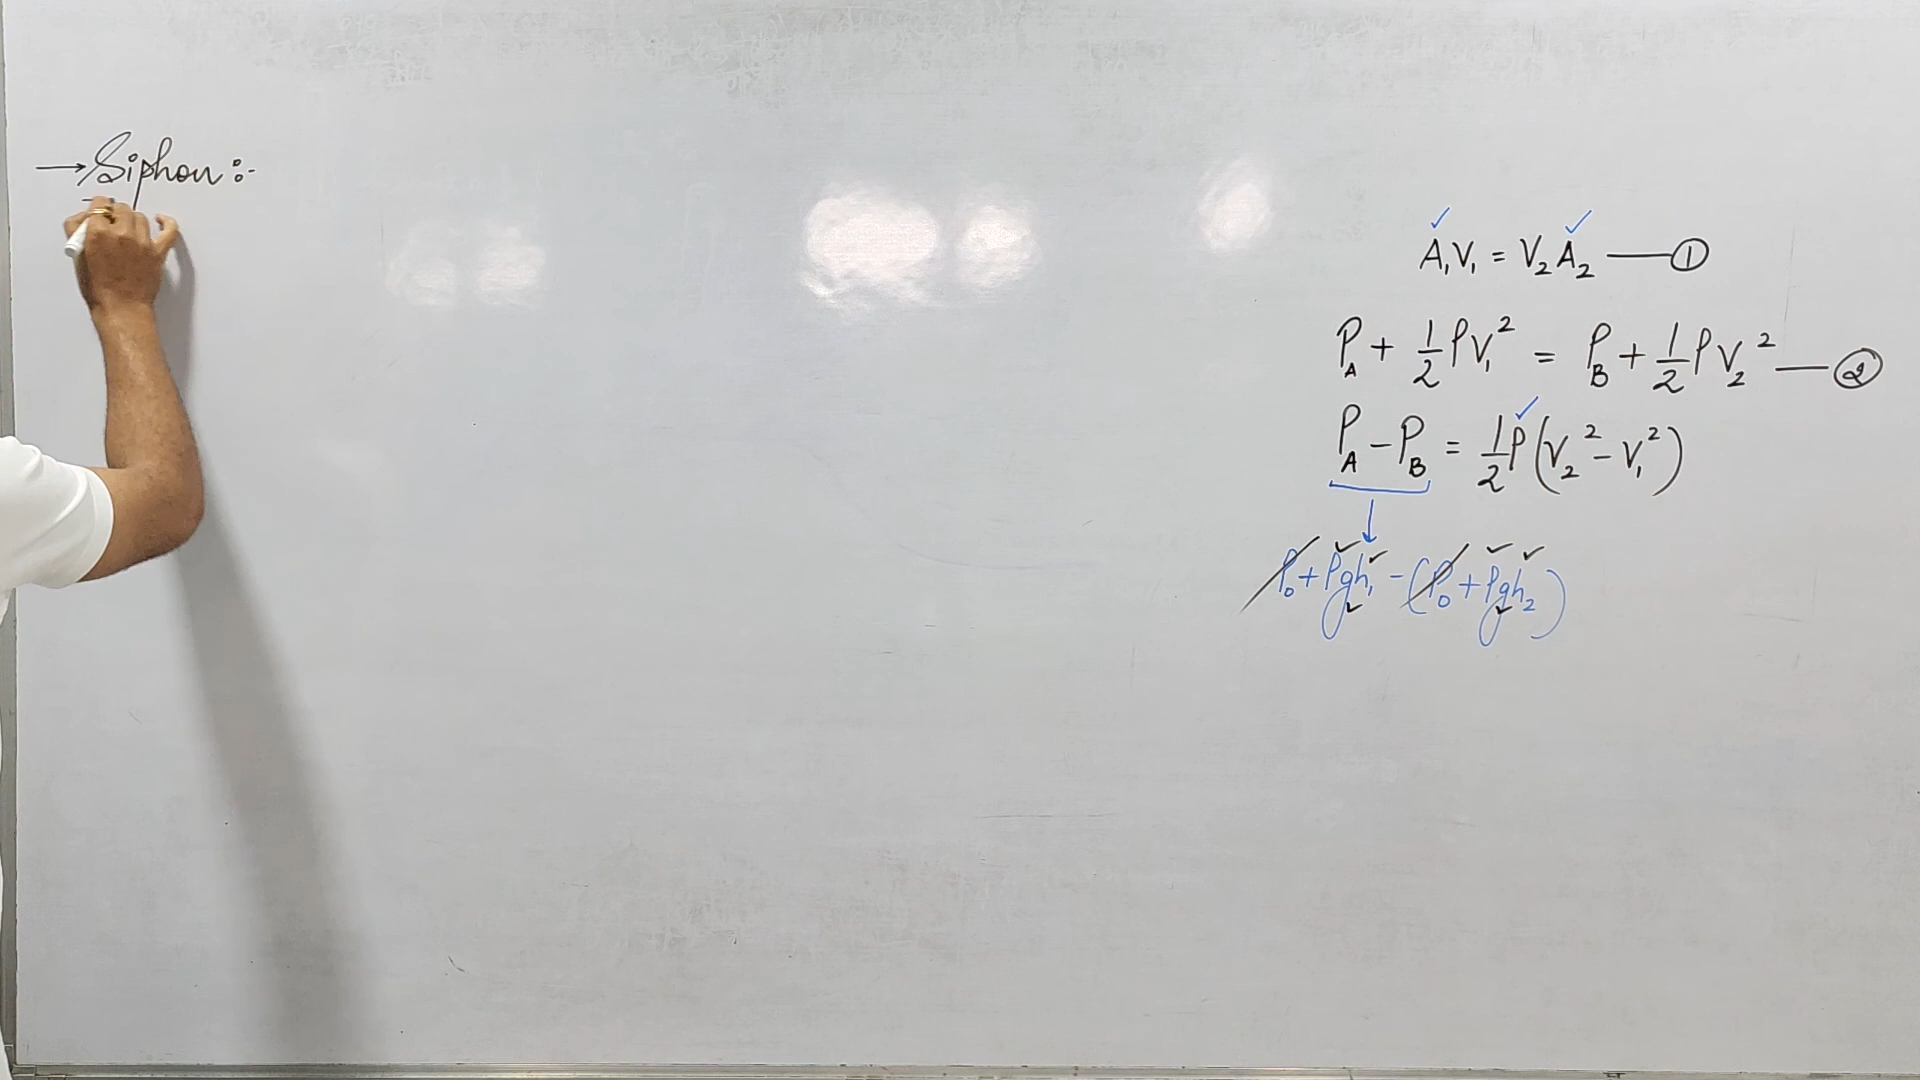 → Siphon :-
A₁V₁ = V₂A₂ —— ①
P_A + 1/2 ρV₁² = P_B + 1/2 ρV₂² —— ②
P_A − P_B = 1/2 ρ(V₂² − V₁²)
P₀ + ρgh₁ − (P₀ + ρgh₂)